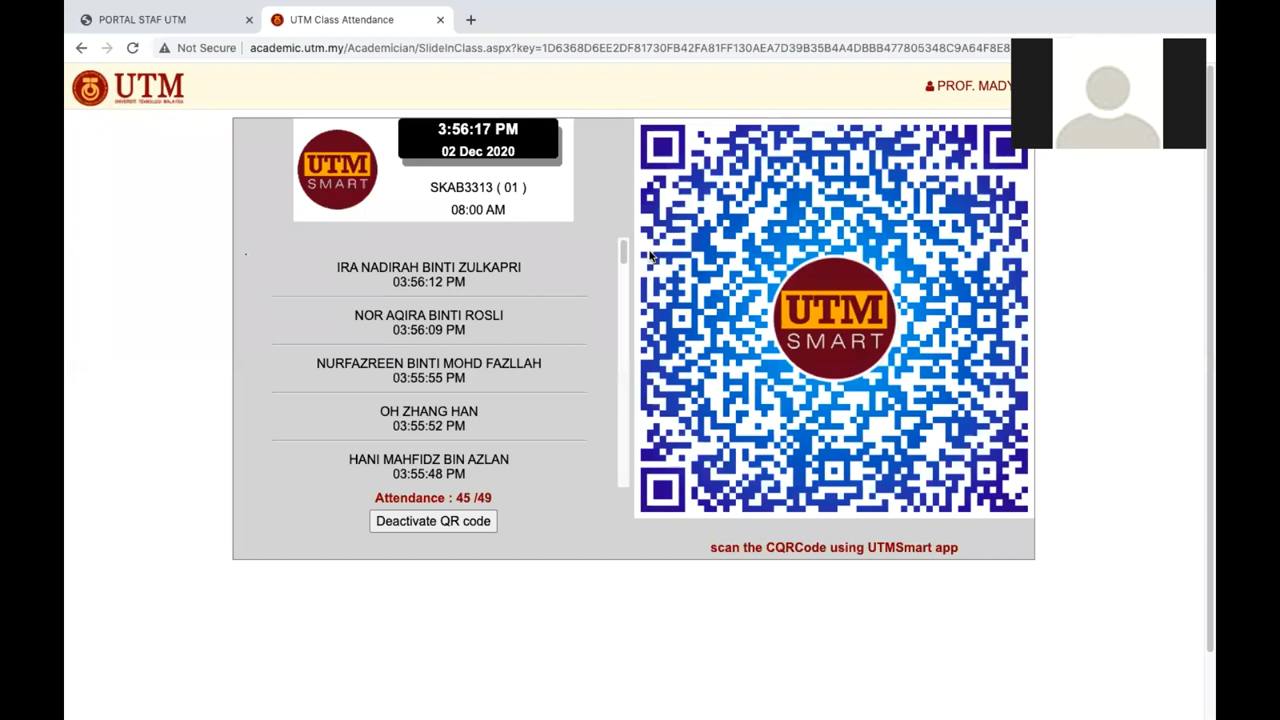 PORTAL STAF UTM
UTM Class Attendance
Not Secure
academic.utm.my/Academician/SlideInClass.aspx?key=1D6368D6EE2DF81730FB42FA81FF130AEA7D39B35B4A4DBBB477805348C9A64F8E8
UTM
UNIVERSITI TEKNOLOGI MALAYSIA
PROF. MADY
3:56:17 PM
02 Dec 2020
UTM
SMART
SKAB3313 ( 01 )
08:00 AM
IRA NADIRAH BINTI ZULKAPRI
03:56:12 PM
NOR AQIRA BINTI ROSLI
03:56:09 PM
NURFAZREEN BINTI MOHD FAZLLAH
03:55:55 PM
OH ZHANG HAN
03:55:52 PM
HANI MAHFIDZ BIN AZLAN
03:55:48 PM
Attendance : 45 /49
Deactivate QR code
UTM
SMART
scan the CQRCode using UTMSmart app